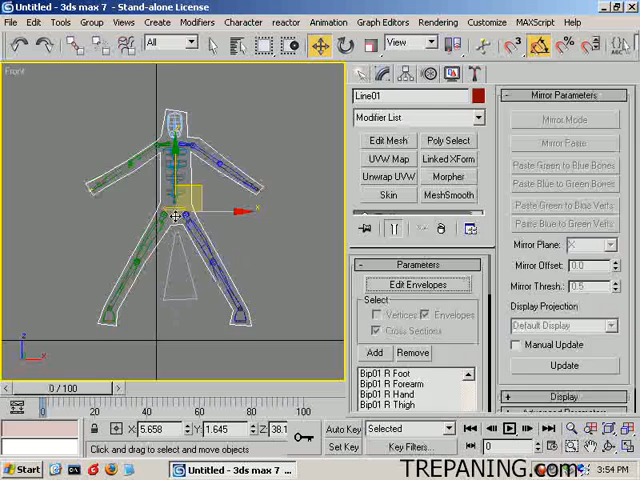 Untitled - 3ds max 7 - Stand-alone License
File Edit Tools Group Views Create Modifiers Character reactor Animation Graph Editors Rendering Customize MAXScript Help
All
View
Front
x
z
x
Line01
Modifier List
Edit Mesh
Poly Select
UVW Map
Linked XForm
Unwrap UVW
Morpher
Skin
MeshSmooth
Parameters
Edit Envelopes
Select
Vertices
Envelopes
Cross Sections
Add
Remove
Bip01 R Foot
Bip01 R Forearm
Bip01 R Hand
Bip01 R Thigh
Mirror Parameters
Mirror Mode
Mirror Paste
Paste Green to Blue Bones
Paste Blue to Green Bones
Paste Green to Blue Verts
Paste Blue to Green Verts
Mirror Plane: X
Mirror Offset: 0.0
Mirror Thresh.: 0.5
Display Projection
Default Display
Manual Update
Update
Display
0 / 100
0 20 40 60 80 100
X: 5.658 Y: 1.645 Z: 38.1
Click and drag to select and move objects
Auto Key
Selected
Set Key
Key Filters...
0
Start
Untitled - 3ds max 7 ...
3:54 PM
TREPANING.com